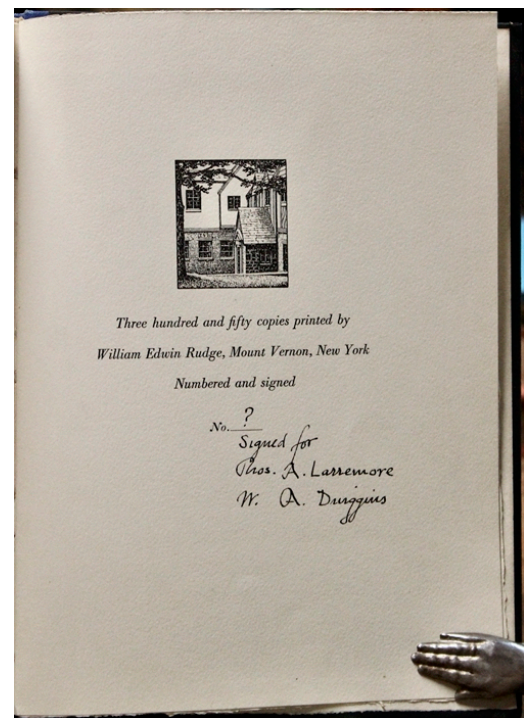 Three hundred and fifty copies printed by
William Edwin Rudge, Mount Vernon, New York
Numbered and signed
No. ?
Signed for
Thos. A. Larremore
W. A. Dwiggins